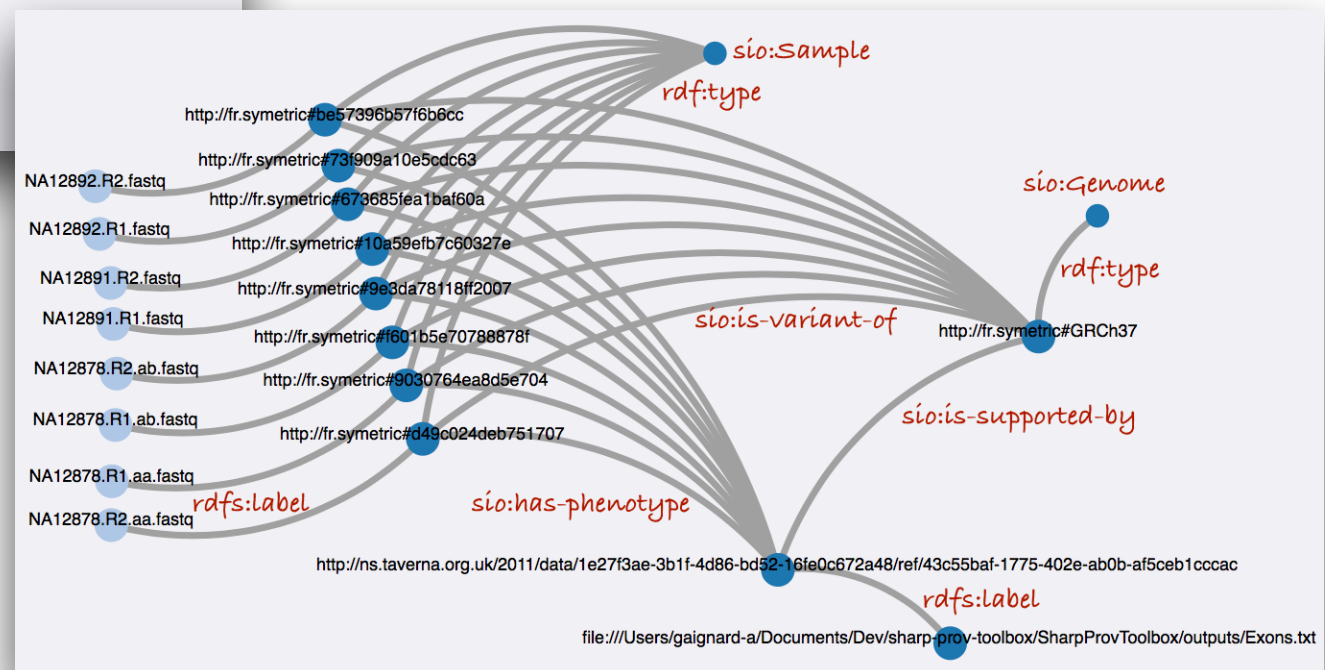 sio:Sample
rdf:type
http://fr.symetric#be57396b57f6b6cc
http://fr.symetric#73f909a10e5cdc63
NA12892.R2.fastq
sio:Genome
http://fr.symetric#673685fea1baf60a
NA12892.R1.fastq
http://fr.symetric#10a59efb7c60327e
rdf:type
NA12891.R2.fastq
http://fr.symetric#9e3da78118ff2007
NA12891.R1.fastq
sio:is-variant-of
http://fr.symetric#GRCh37
http://fr.symetric#f601b5e70788878f
NA12878.R2.ab.fastq
http://fr.symetric#9030764ea8d5e704
NA12878.R1.ab.fastq
sio:is-supported-by
http://fr.symetric#d49c024deb751707
NA12878.R1.aa.fastq
rdfs:label
sio:has-phenotype
NA12878.R2.aa.fastq
http://ns.taverna.org.uk/2011/data/1e27f3ae-3b1f-4d86-bd52-16fe0c672a48/ref/43c55baf-1775-402e-ab0b-af5ceb1cccac
rdfs:label
file:///Users/gaignard-a/Documents/Dev/sharp-prov-toolbox/SharpProvToolbox/outputs/Exons.txt